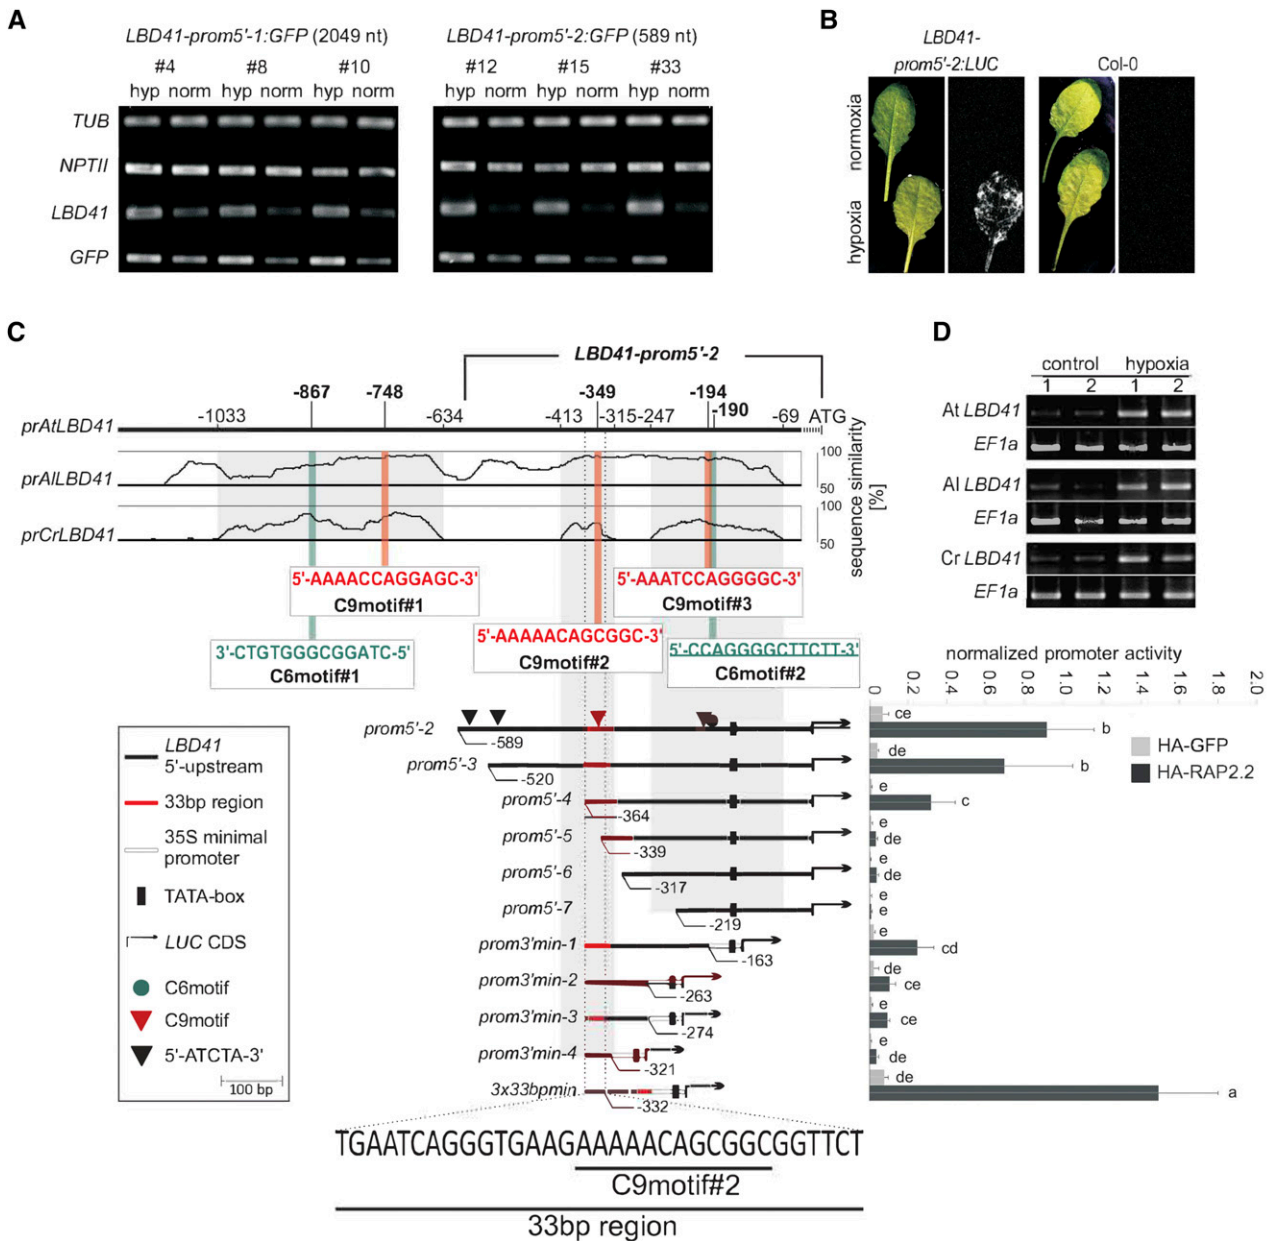 A
LBD41-prom5'-1:GFP (2049 nt)
LBD41-prom5'-2:GFP (589 nt)
#4 #8 #10
#12 #15 #33
hyp norm hyp norm hyp norm
hyp norm hyp norm hyp norm
TUB
NPTII
LBD41
GFP
B
LBD41-
prom5'-2:LUC
Col-0
normoxia
hypoxia
C
LBD41-prom5'-2
-867 -748 -349 -194
-190
-1033 -634 -413 -315 -247 -69 ATG
prAtLBD41
prAlLBD41
prCrLBD41
100
50
100
50
sequence similarity
[%]
5'-AAAACCAGGAGC-3'
C9motif#1
5'-AAATCCAGGGGC-3'
C9motif#3
3'-CTGTGGGCGGATC-5'
C6motif#1
5'-AAAAACAGCGGC-3'
C9motif#2
5'-CCAGGGGCTTCTT-3'
C6motif#2
D
control hypoxia
1 2 1 2
At LBD41
EF1a
Al LBD41
EF1a
Cr LBD41
EF1a
normalized promoter activity
0 0.2 0.4 0.6 0.8 1.0 1.2 1.4 1.6 1.8 2.0
HA-GFP
HA-RAP2.2
LBD41
5'-upstream
33bp region
35S minimal
promoter
TATA-box
LUC CDS
C6motif
C9motif
5'-ATCTA-3'
100 bp
prom5'-2
-589
ce
b
prom5'-3
-520
de
b
prom5'-4
-364
e
c
prom5'-5
-339
e
de
prom5'-6
-317
e
de
prom5'-7
-219
e
e
prom3'min-1
-163
e
cd
prom3'min-2
-263
de
ce
prom3'min-3
-274
e
ce
prom3'min-4
-321
e
de
3x33bpmin
-332
de
a
TGAATCAGGGTGAAGAAAAACAGCGGCGGTTCT
C9motif#2
33bp region